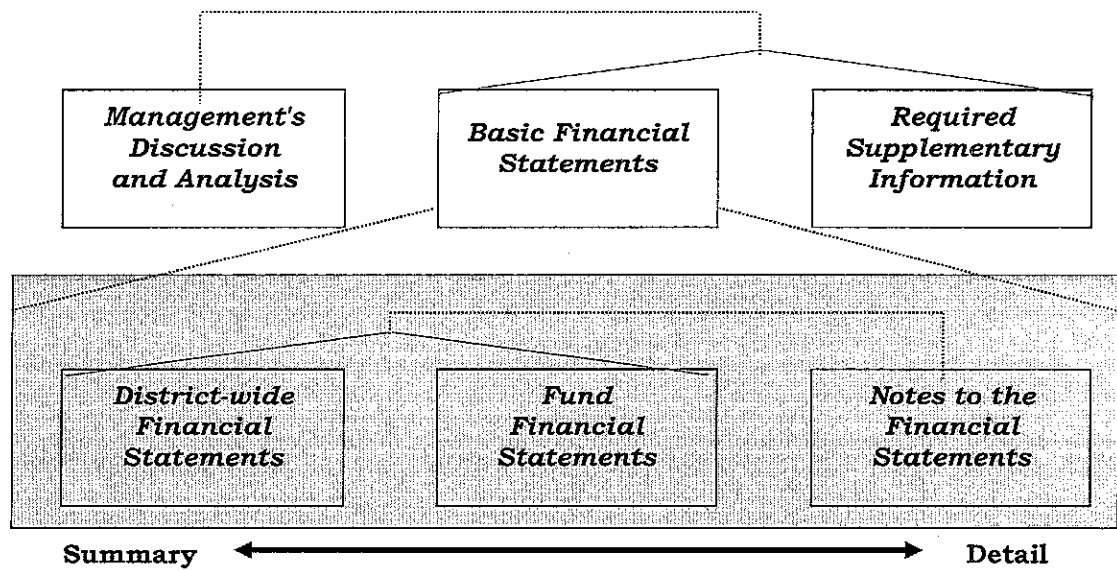 Management's
Discussion
and Analysis
Basic Financial
Statements
Required
Supplementary
Information
District-wide
Financial
Statements
Fund
Financial
Statements
Notes to the
Financial
Statements
Summary
Detail